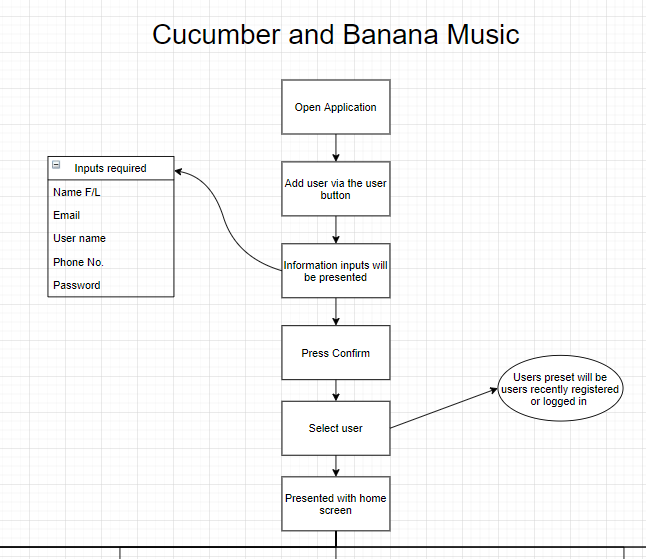 Cucumber and Banana Music
Open Application
Add user via the user
button
Inputs required
Name F/L
Email
User name
Phone No.
Password
Information inputs will
be presented
Press Confirm
Users preset will be
users recently registered
or logged in
Select user
Presented with home
screen